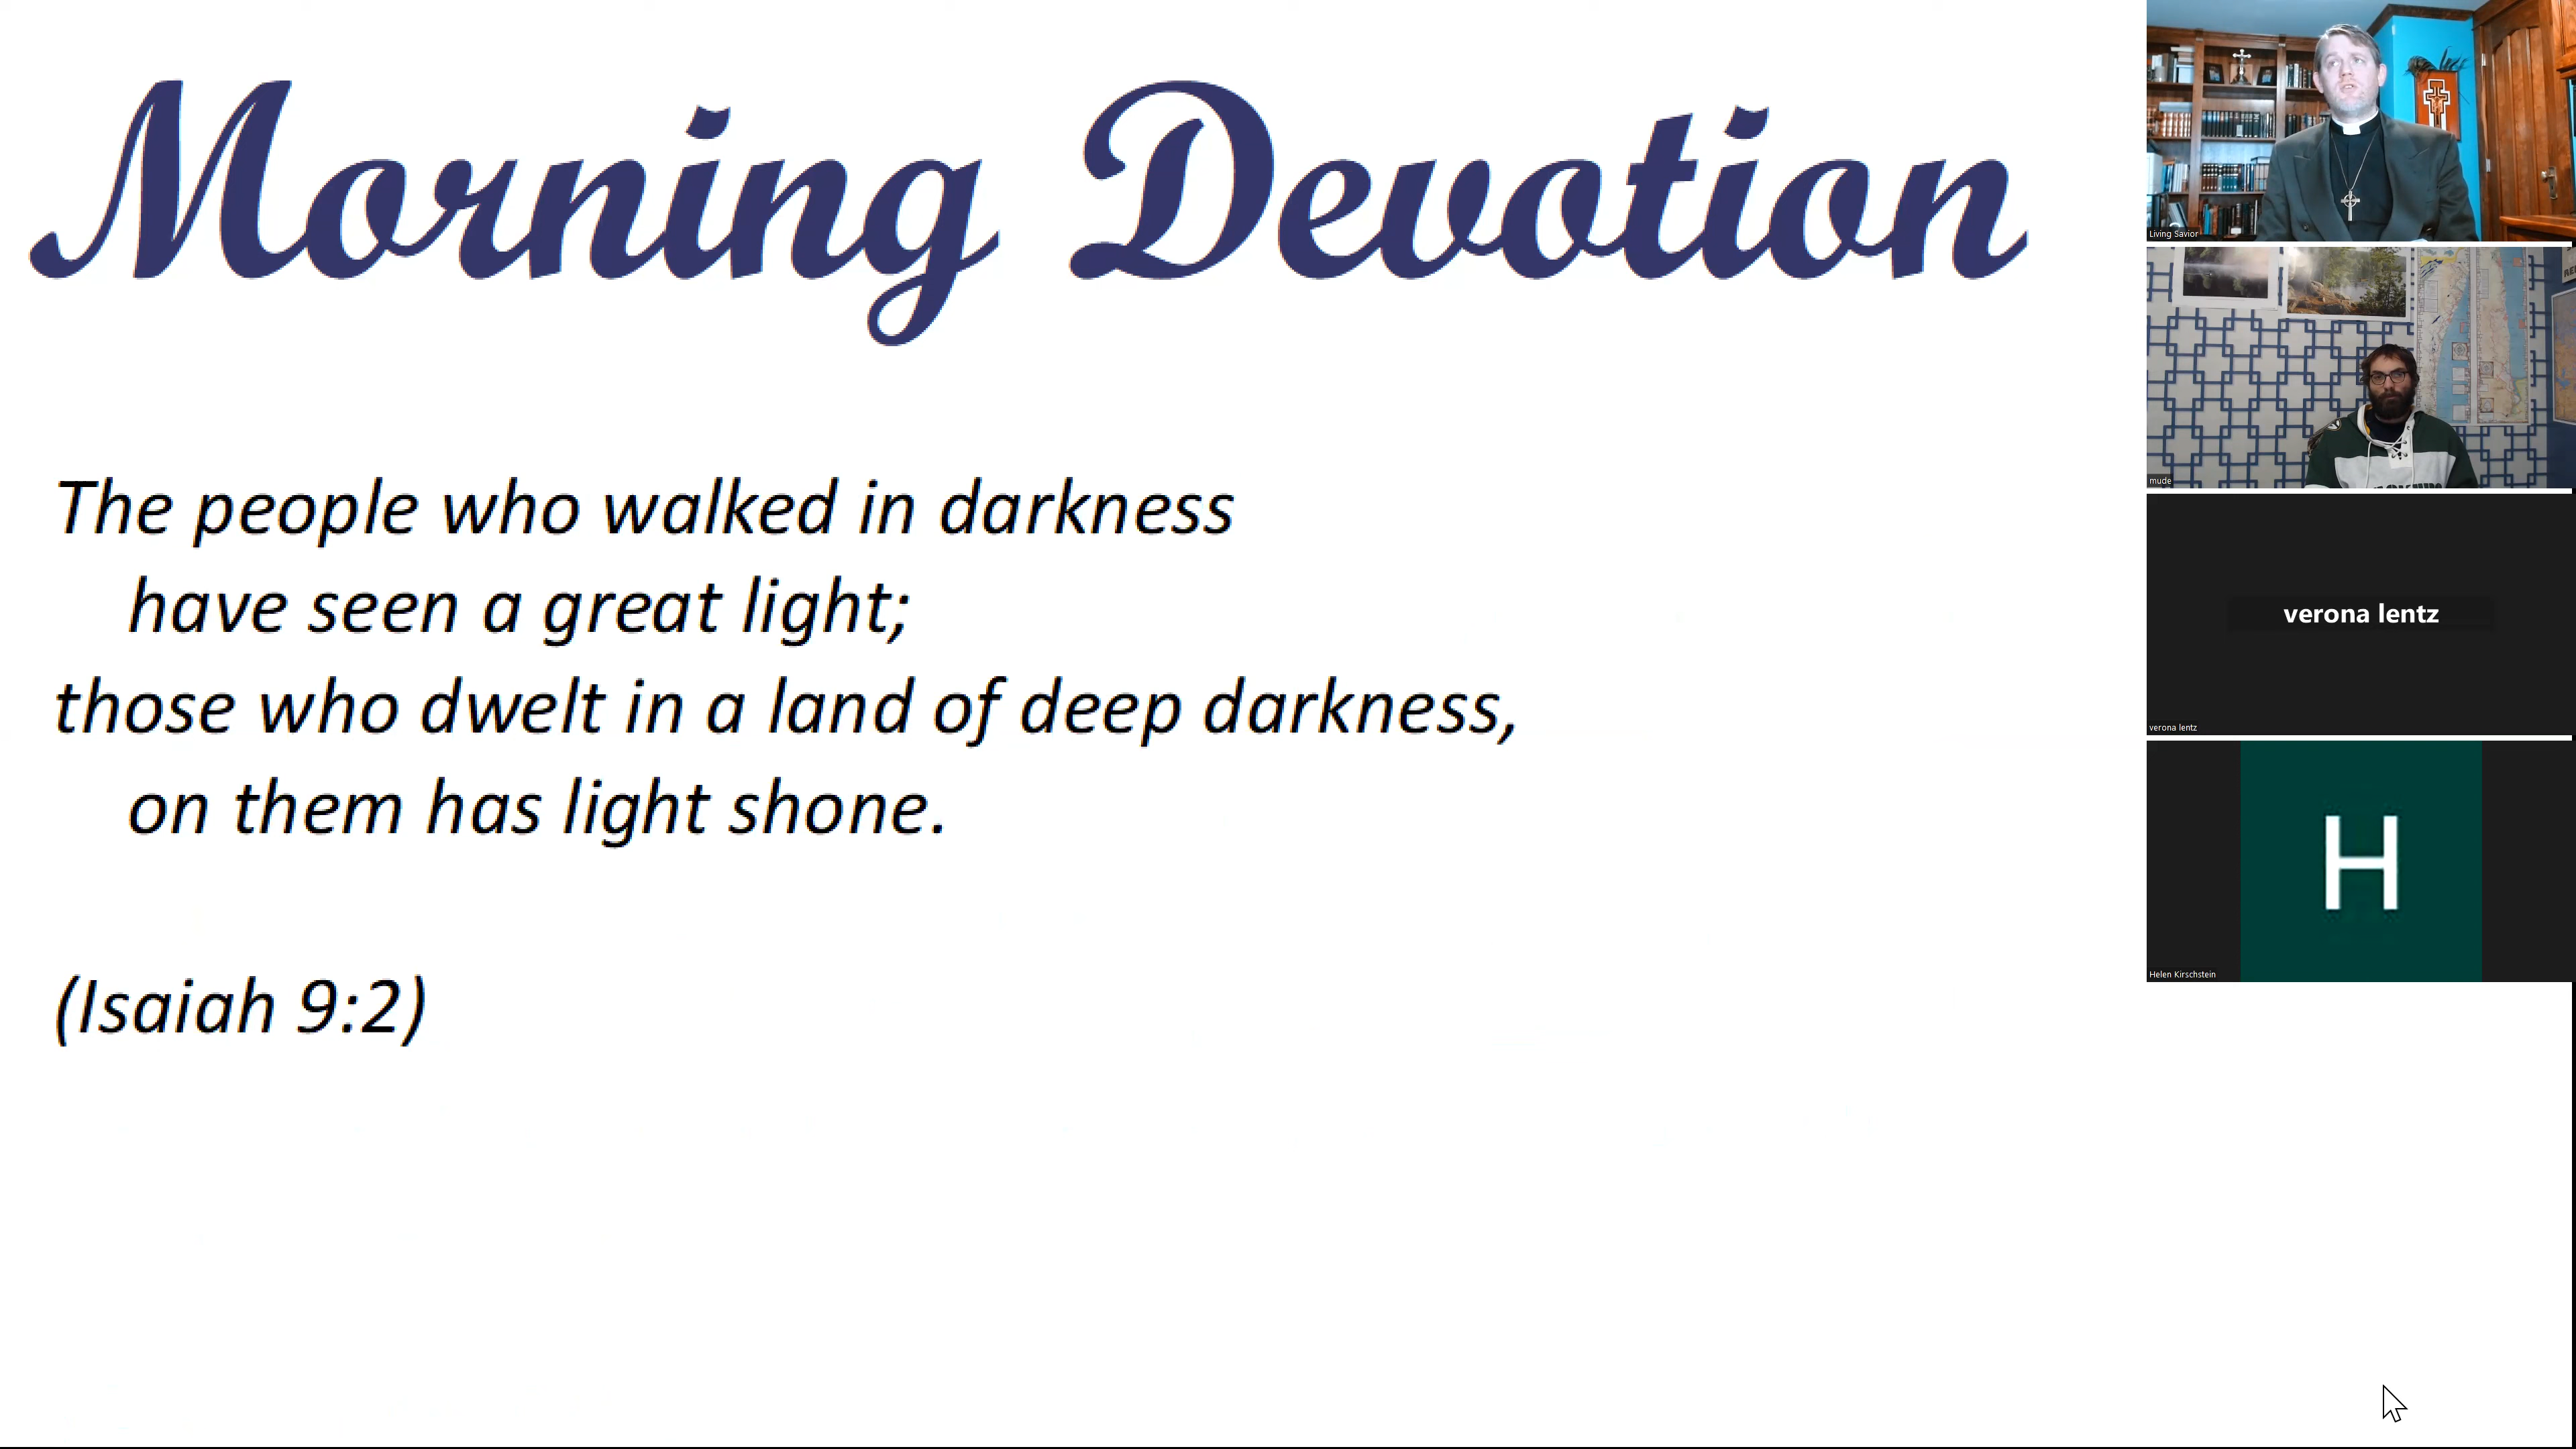 Morning Devotion
The people who walked in darkness
have seen a great light;
those who dwelt in a land of deep darkness,
on them has light shone.
(Isaiah 9:2)
Living Savior
mude
verona lentz
verona lentz
H
Helen Kirschstein